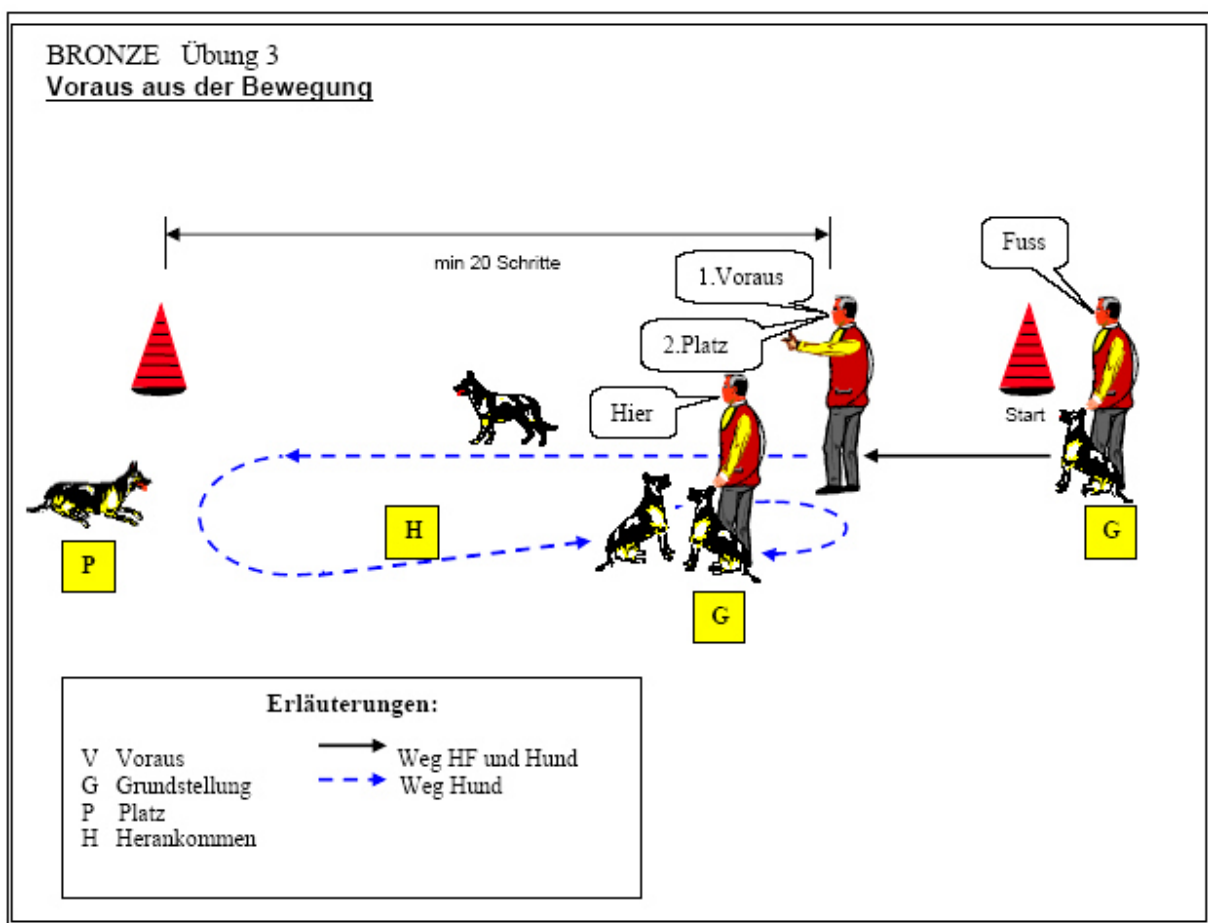 BRONZE Übung 3
Voraus aus der Bewegung
min 20 Schritte
Fuss
1.Voraus
2.Platz
Hier
Start
H
P
G
G
Erläuterungen:
V Voraus
G Grundstellung
P Platz
H Herankommen
Weg HF und Hund
Weg Hund